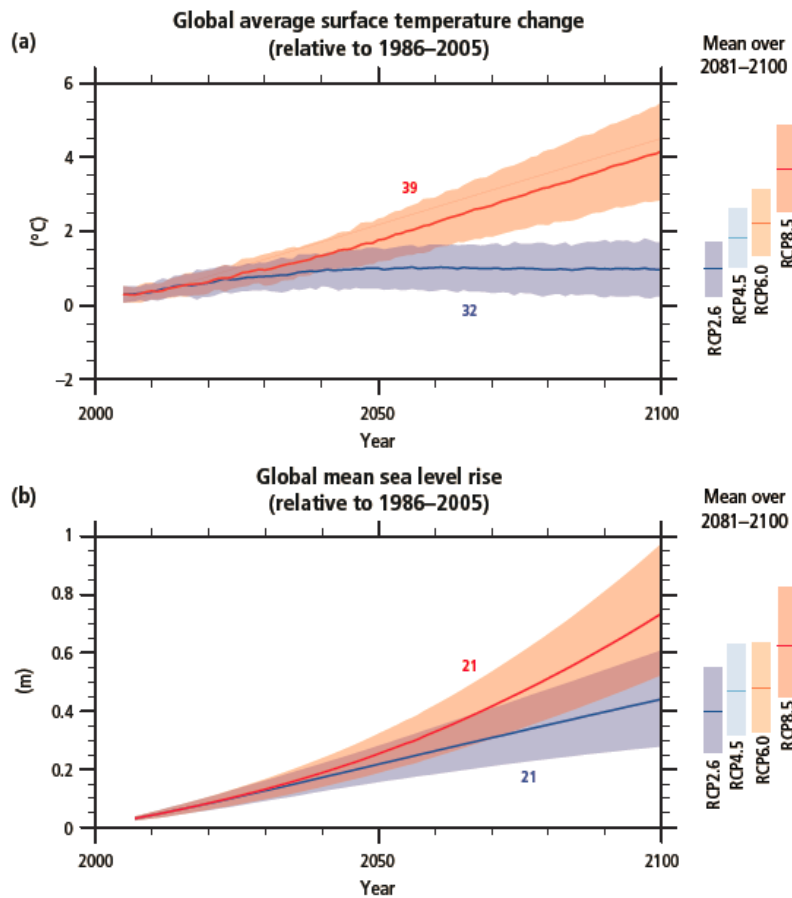 Global average surface temperature change
(relative to 1986–2005)
(a)
Mean over
2081–2100
6
4
2
0
–2
(°C)
39
32
2000
2050
2100
Year
RCP2.6
RCP4.5
RCP6.0
RCP8.5
Global mean sea level rise
(relative to 1986–2005)
(b)
Mean over
2081–2100
1
0.8
0.6
0.4
0.2
0
(m)
21
21
2000
2050
2100
Year
RCP2.6
RCP4.5
RCP6.0
RCP8.5